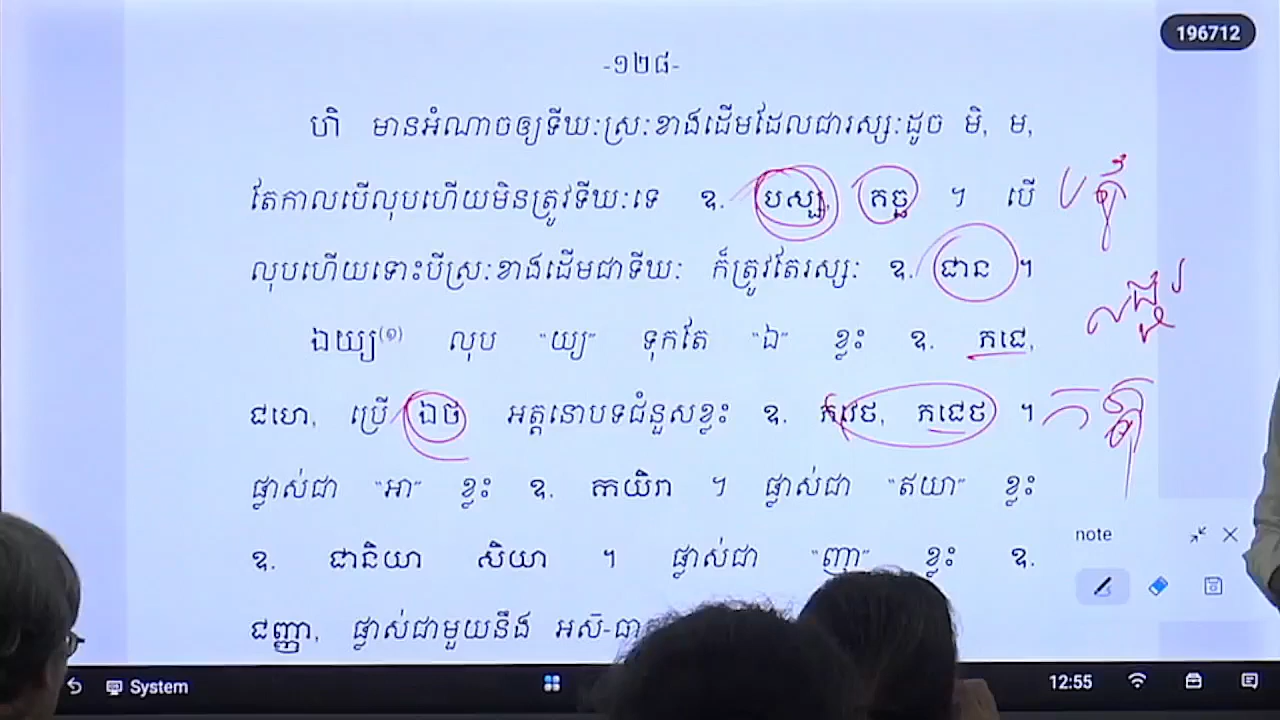 196712
-១២៨-
ហិ មានអំណាចឲ្យទីឃៈស្រៈខាងដើមដែលជារស្សៈដូច មិ, ម,
តែកាលបើលុបហើយមិនត្រូវទីឃៈទេ ឧ. បស្ស, គច្ឆ ។ បើ
លុបហើយទោះបីស្រៈខាងដើមជាទីឃៈ ក៏ត្រូវតែរស្សៈ ឧ. ជាន ។
ឯយ្យ(១) លុប "យ្យ" ទុកតែ "ឯ" ខ្លះ ឧ. ភជេ,
ជហេ, ប្រើ ឯថ អត្តនោបទជំនួសខ្លះ ឧ. ភវេថ, ភជេថ ។
ផ្លាស់ជា "អា" ខ្លះ ឧ. កយិរា ។ ផ្លាស់ជា "ឥយា" ខ្លះ
ឧ. ជានិយា សិយា ។ ផ្លាស់ជា "ញា" ខ្លះ ឧ.
ជញ្ញា, ផ្លាស់ជាមួយនឹង អស៑-
note
System
12:55